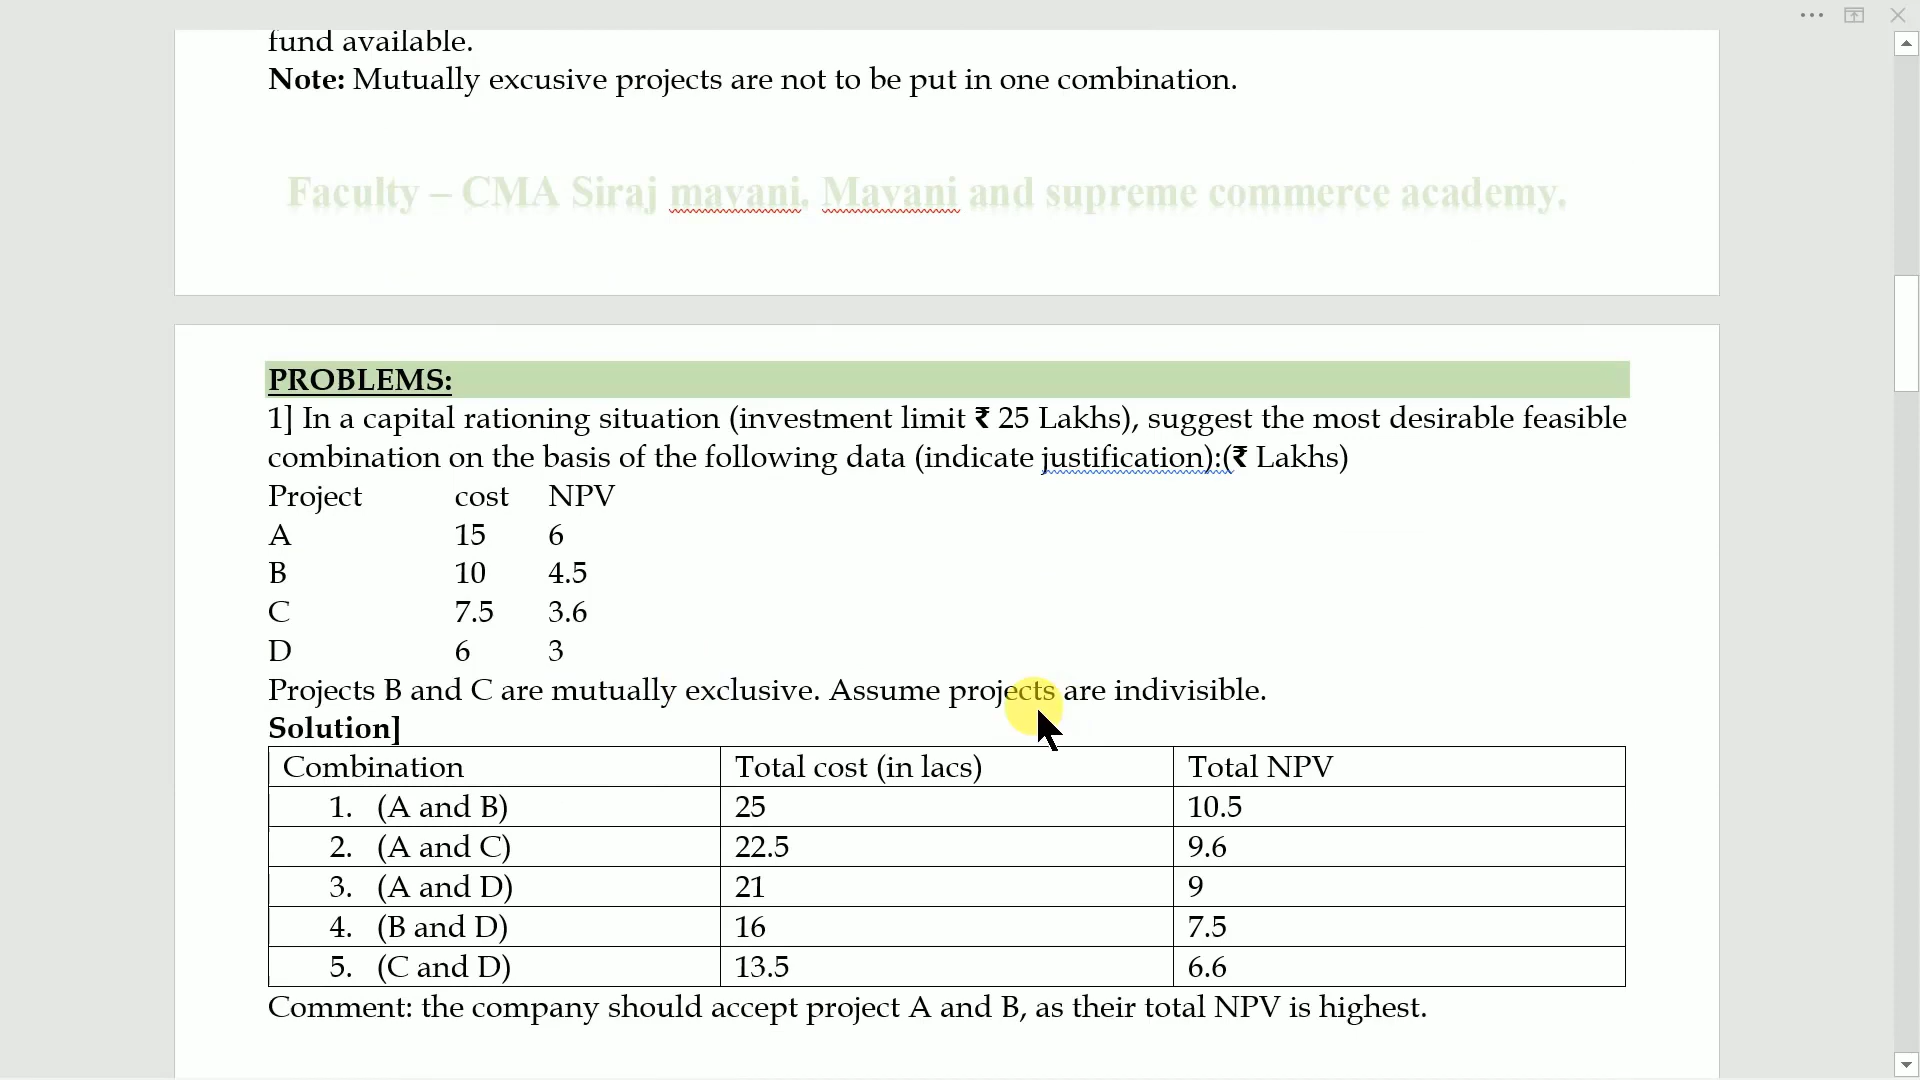 fund available.
Note: Mutually excusive projects are not to be put in one combination.
Faculty – CMA Siraj mavani. Mavani and supreme commerce academy.
PROBLEMS:
1] In a capital rationing situation (investment limit ₹ 25 Lakhs), suggest the most desirable feasible
combination on the basis of the following data (indicate justification):(₹ Lakhs)
Project cost NPV
A 15 6
B 10 4.5
C 7.5 3.6
D 6 3
Projects B and C are mutually exclusive. Assume projects are indivisible.
Solution]
Combination Total cost (in lacs) Total NPV
1. (A and B) 25 10.5
2. (A and C) 22.5 9.6
3. (A and D) 21 9
4. (B and D) 16 7.5
5. (C and D) 13.5 6.6
Comment: the company should accept project A and B, as their total NPV is highest.